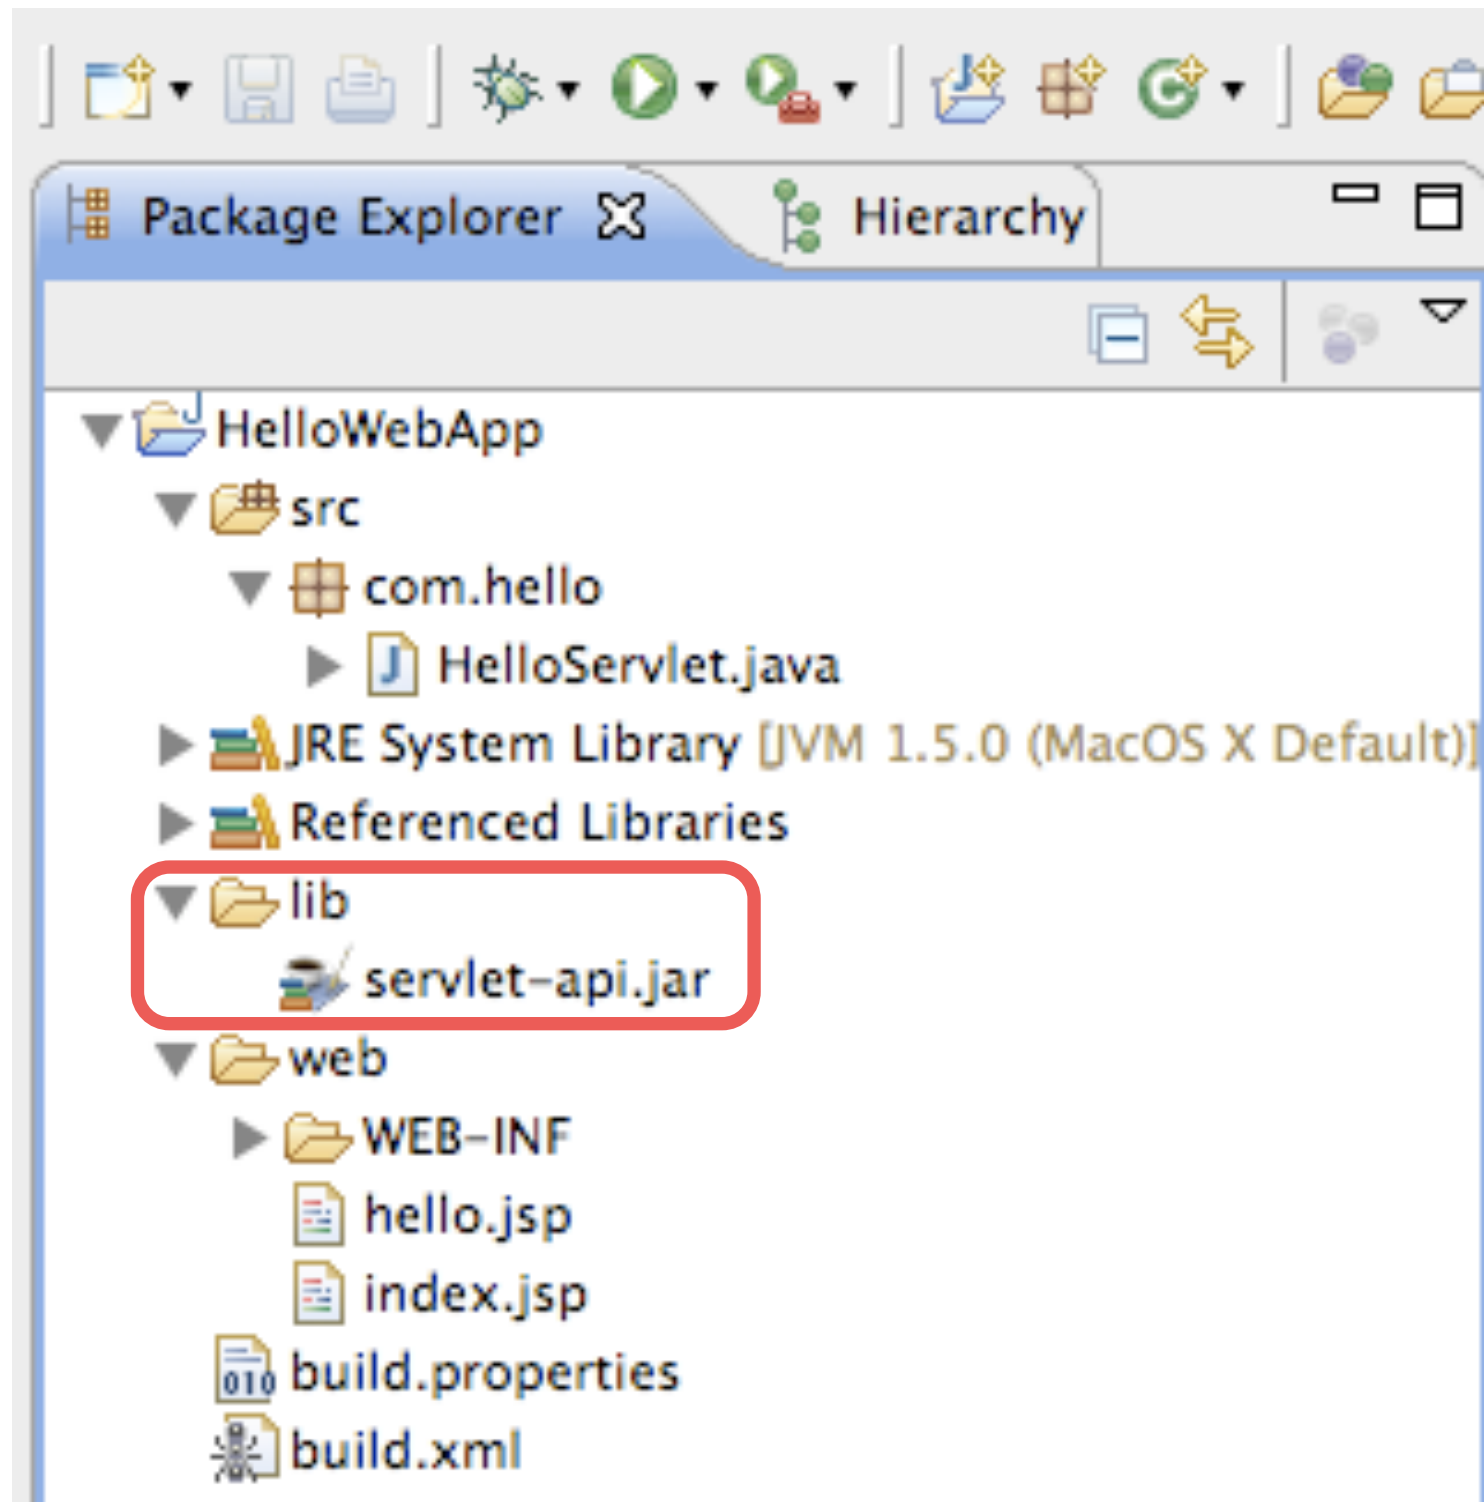 Package Explorer Hierarchy
HelloWebApp
src
com.hello
HelloServlet.java
JRE System Library [JVM 1.5.0 (MacOS X Default)]
Referenced Libraries
lib
servlet-api.jar
web
WEB-INF
hello.jsp
index.jsp
build.properties
build.xml